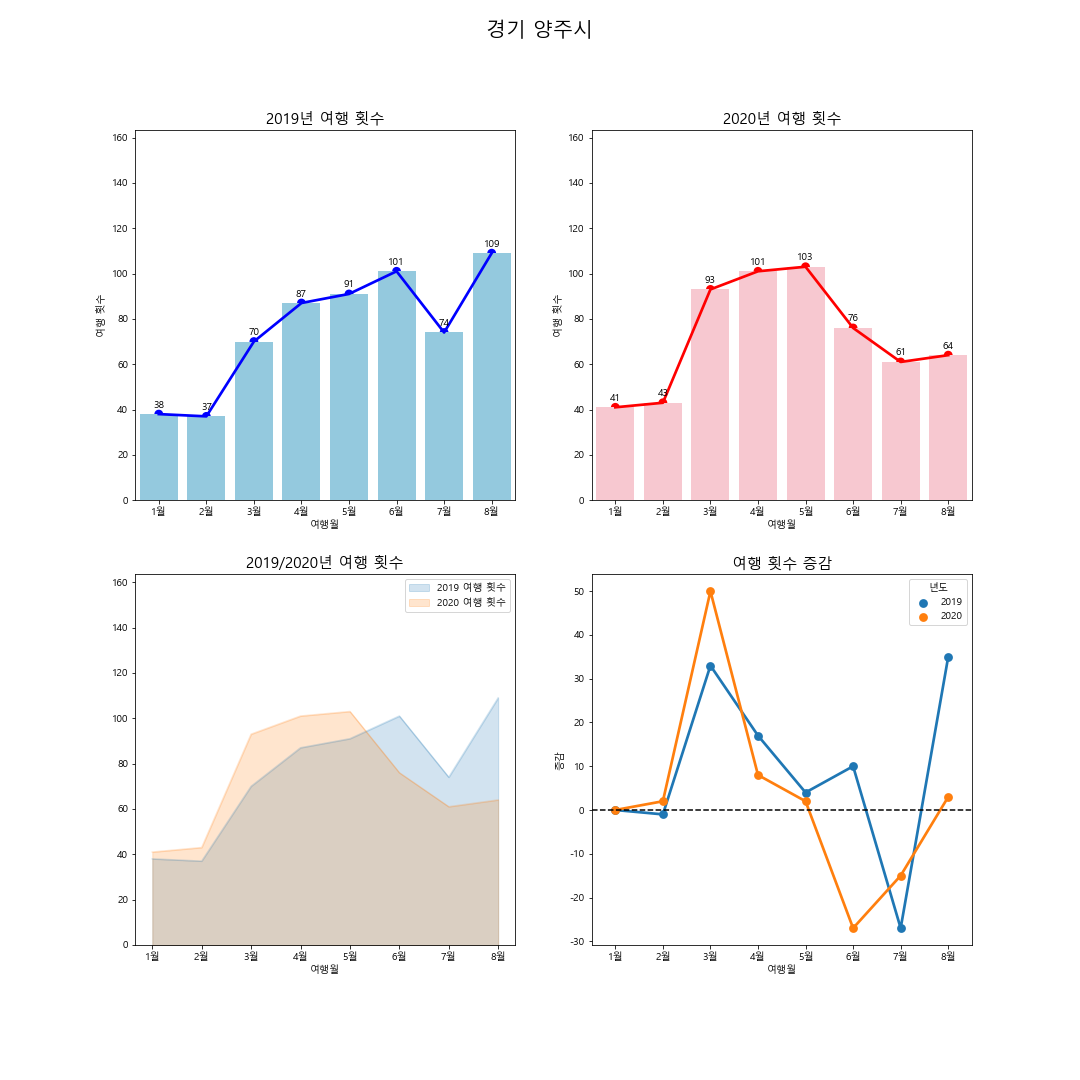 경기 양주시
2019년 여행 횟수
160
140
120
100
80
60
40
20
0
여행 횟수
38
37
70
87
91
101
74
109
1월 2월 3월 4월 5월 6월 7월 8월
여행월
2020년 여행 횟수
160
140
120
100
80
60
40
20
0
여행 횟수
41
43
93
101
103
76
61
64
1월 2월 3월 4월 5월 6월 7월 8월
여행월
2019/2020년 여행 횟수
2019 여행 횟수
2020 여행 횟수
160
140
120
100
80
60
40
20
0
1월 2월 3월 4월 5월 6월 7월 8월
여행월
여행 횟수 증감
년도
2019
2020
50
40
30
20
10
0
-10
-20
-30
증감
1월 2월 3월 4월 5월 6월 7월 8월
여행월